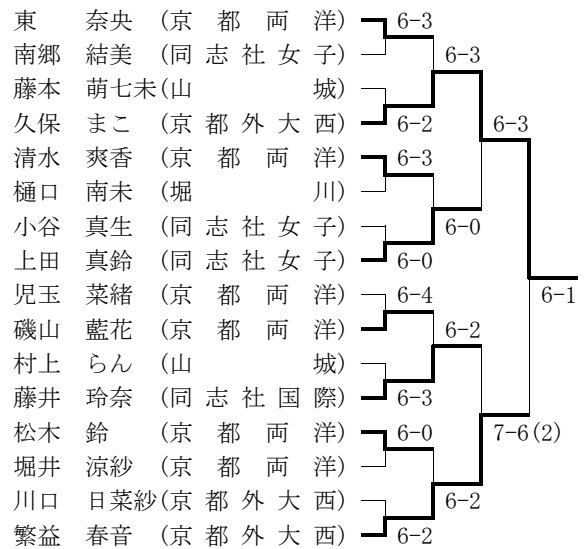 東　　奈央　(京　都　両　洋)　6-3
南郷　結美　(同 志 社 女 子)　6-3
藤本　萌七未(山　　　　　城)
久保　まこ　(京 都 外 大 西)　6-2　6-3
清水　爽香　(京　都　両　洋)　6-3
樋口　南未　(堀　　　　　川)
小谷　真生　(同 志 社 女 子)　6-0
上田　真鈴　(同 志 社 女 子)　6-0
児玉　菜緒　(京　都　両　洋)　6-4　6-1
磯山　藍花　(京　都　両　洋)　6-2
村上　らん　(山　　　　　城)
藤井　玲奈　(同 志 社 国 際)　6-3
松木　鈴　　(京　都　両　洋)　6-0　7-6(2)
堀井　涼紗　(京　都　両　洋)
川口　日菜紗(京 都 外 大 西)　6-2
繁益　春音　(京 都 外 大 西)　6-2